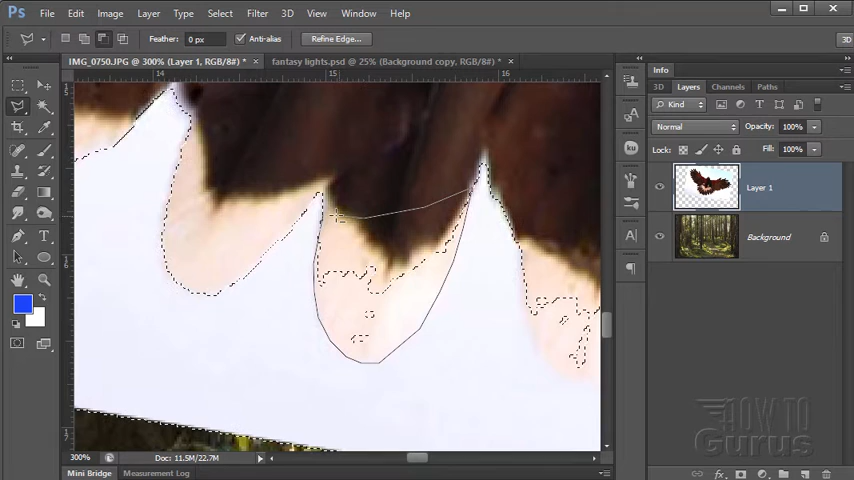 Ps File Edit Image Layer Type Select Filter 3D View Window Help
Feather: 0 px Anti-alias Refine Edge... 3D
IMG_0750.JPG @ 300% (Layer 1, RGB/8#) * × fantasy lights.psd @ 25% (Background copy, RGB/8#) * ×
Info
14 15 16
3D Layers Channels Paths
Kind
Normal Opacity: 100%
Lock: Fill: 100%
Layer 1
Background
HOW TO
Gurus
300% Doc: 11.5M/22.7M
Mini Bridge Measurement Log